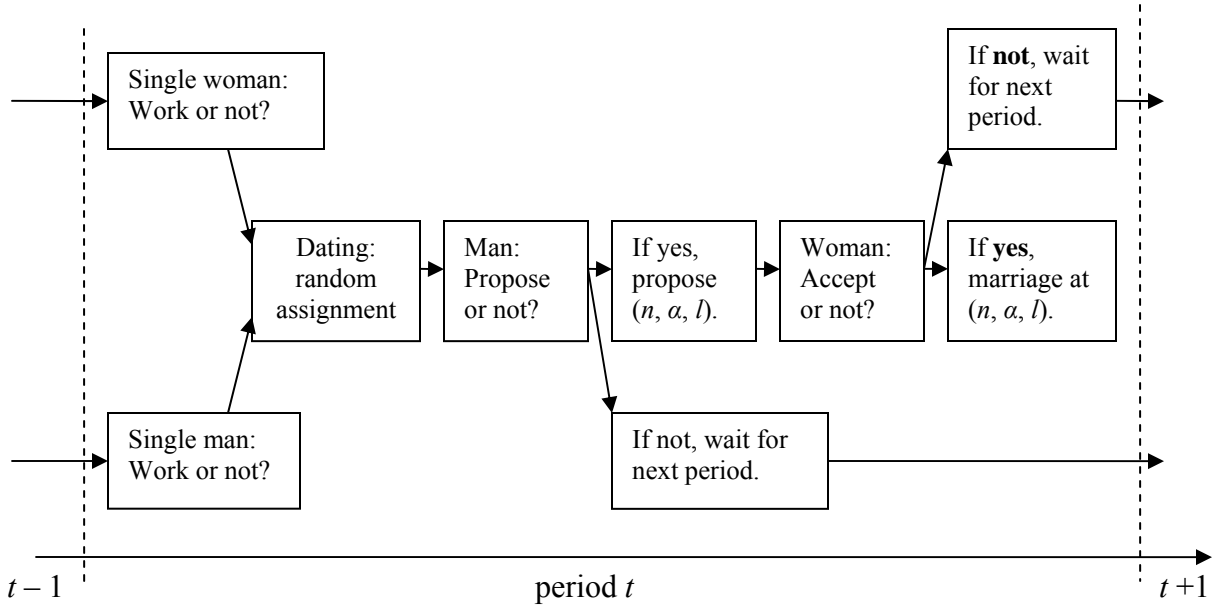 Single woman:
Work or not?
If not, wait
for next
period.
Dating:
random
assignment
Man:
Propose
or not?
If yes,
propose
(n, α, l).
Woman:
Accept
or not?
If yes,
marriage at
(n, α, l).
Single man:
Work or not?
If not, wait for
next period.
t – 1
period t
t +1